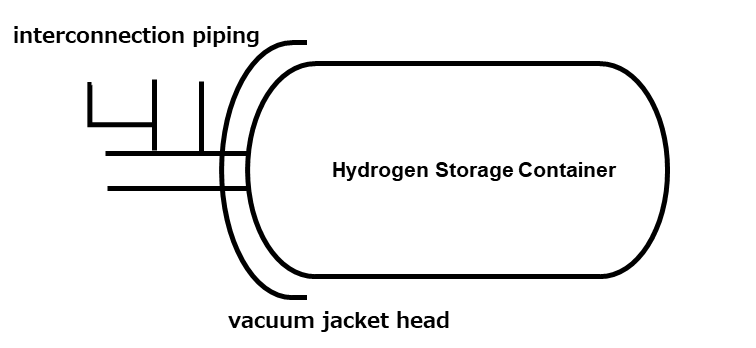 interconnection piping
Hydrogen Storage Container
vacuum jacket head